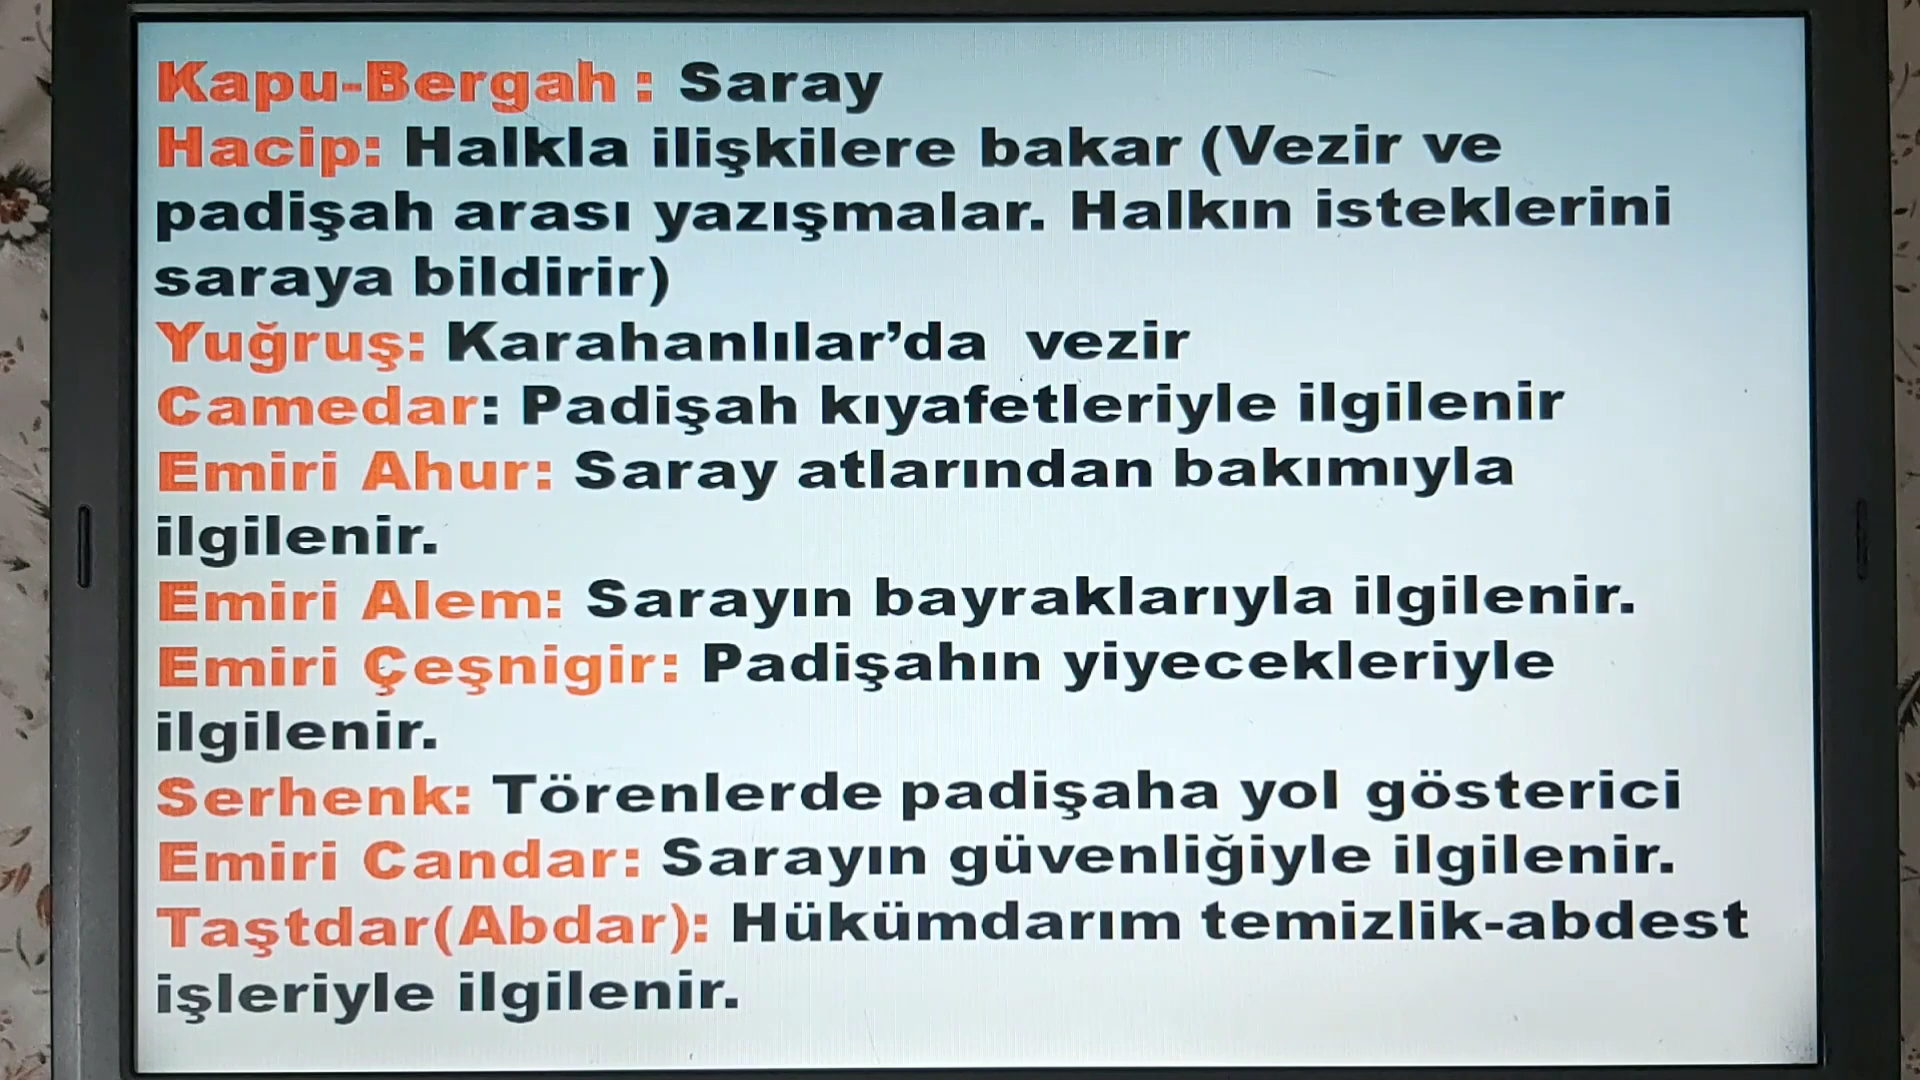 Kapu-Bergah : Saray
Hacip: Halkla ilişkilere bakar (Vezir ve
padişah arası yazışmalar. Halkın isteklerini
saraya bildirir)
Yuğruş: Karahanlılar’da vezir
Camedar: Padişah kıyafetleriyle ilgilenir
Emiri Ahur: Saray atlarından bakımıyla
ilgilenir.
Emiri Alem: Sarayın bayraklarıyla ilgilenir.
Emiri Çeşnigir: Padişahın yiyecekleriyle
ilgilenir.
Serhenk: Törenlerde padişaha yol gösterici
Emiri Candar: Sarayın güvenliğiyle ilgilenir.
Taştdar(Abdar): Hükümdarım temizlik-abdest
işleriyle ilgilenir.